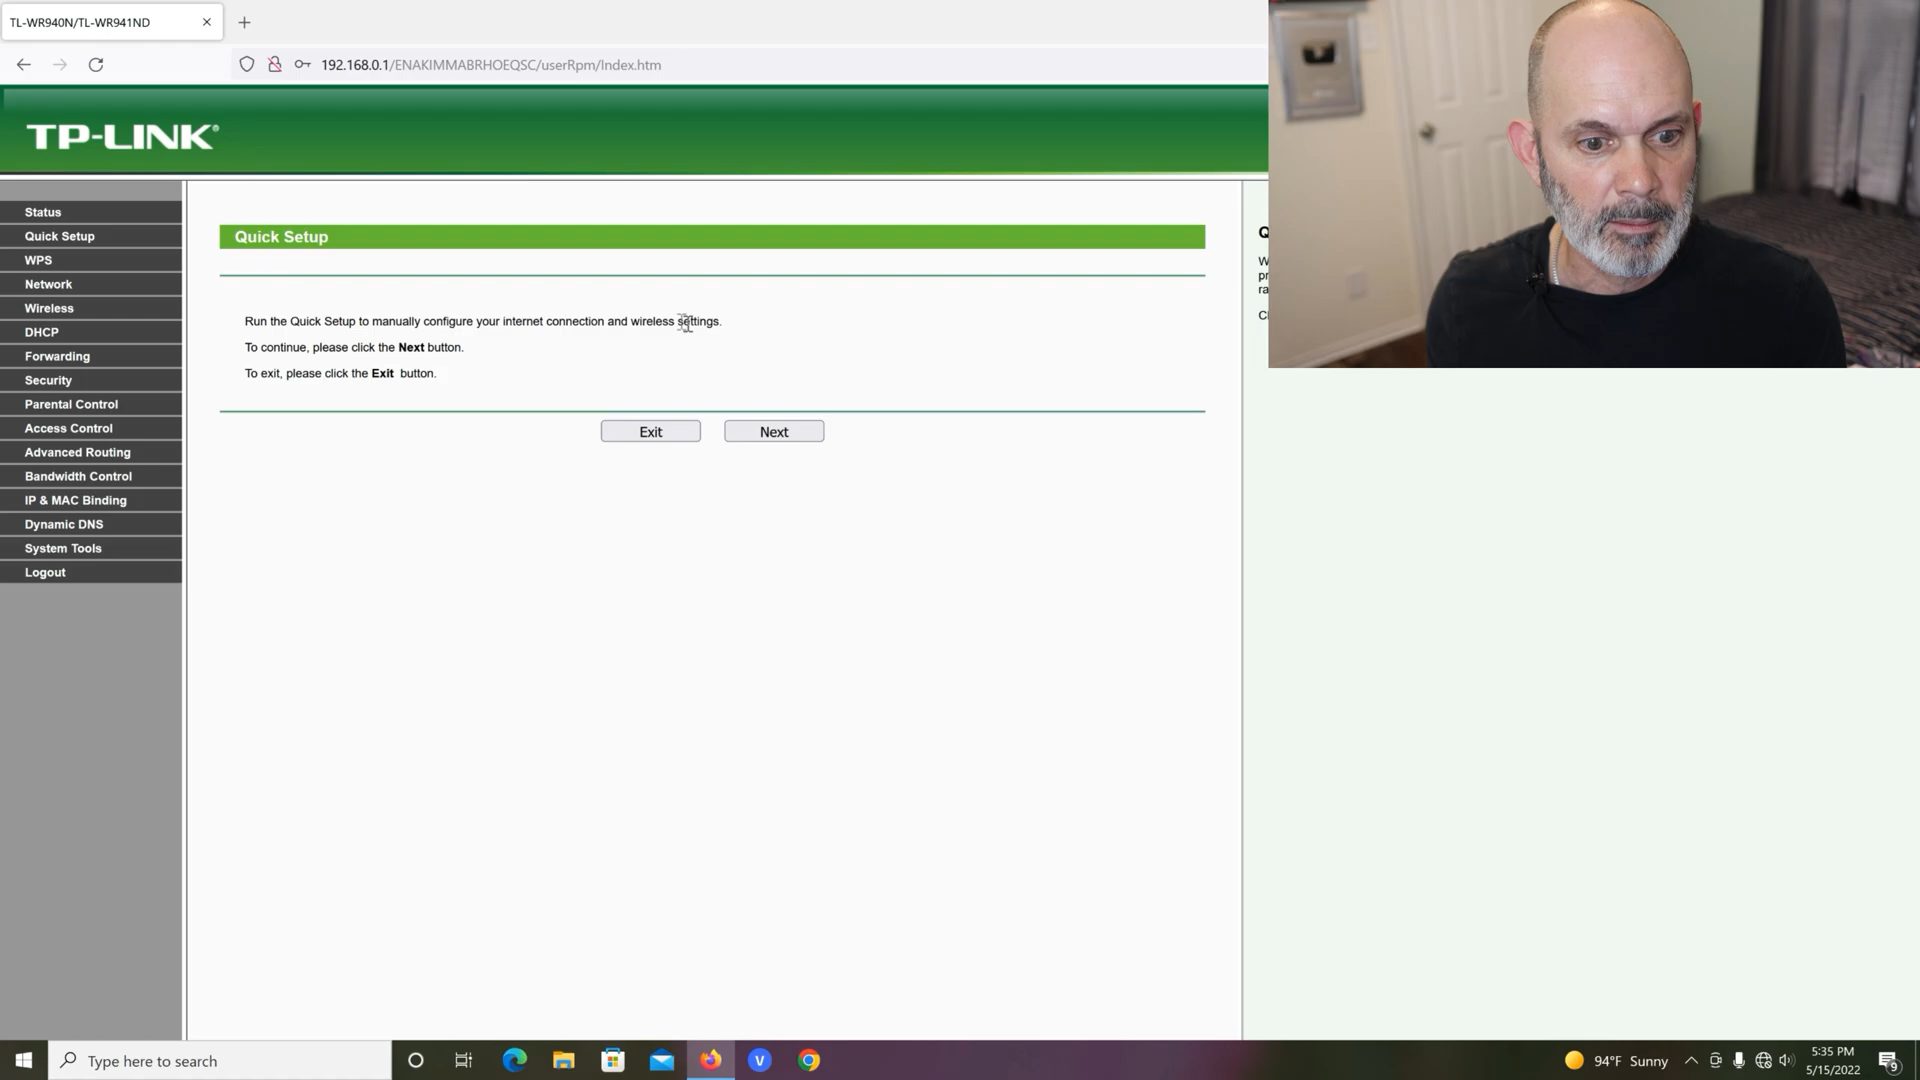 TL-WR940N/TL-WR941ND
192.168.0.1/ENAKIMMABRHOEQSC/userRpm/Index.htm
TP-LINK®
Status
Quick Setup
WPS
Network
Wireless
DHCP
Forwarding
Security
Parental Control
Access Control
Advanced Routing
Bandwidth Control
IP & MAC Binding
Dynamic DNS
System Tools
Logout
Quick Setup
Run the Quick Setup to manually configure your internet connection and wireless settings.
To continue, please click the Next button.
To exit, please click the Exit button.
Exit
Next
Type here to search
V
94°F Sunny
5:35 PM
5/15/2022
9